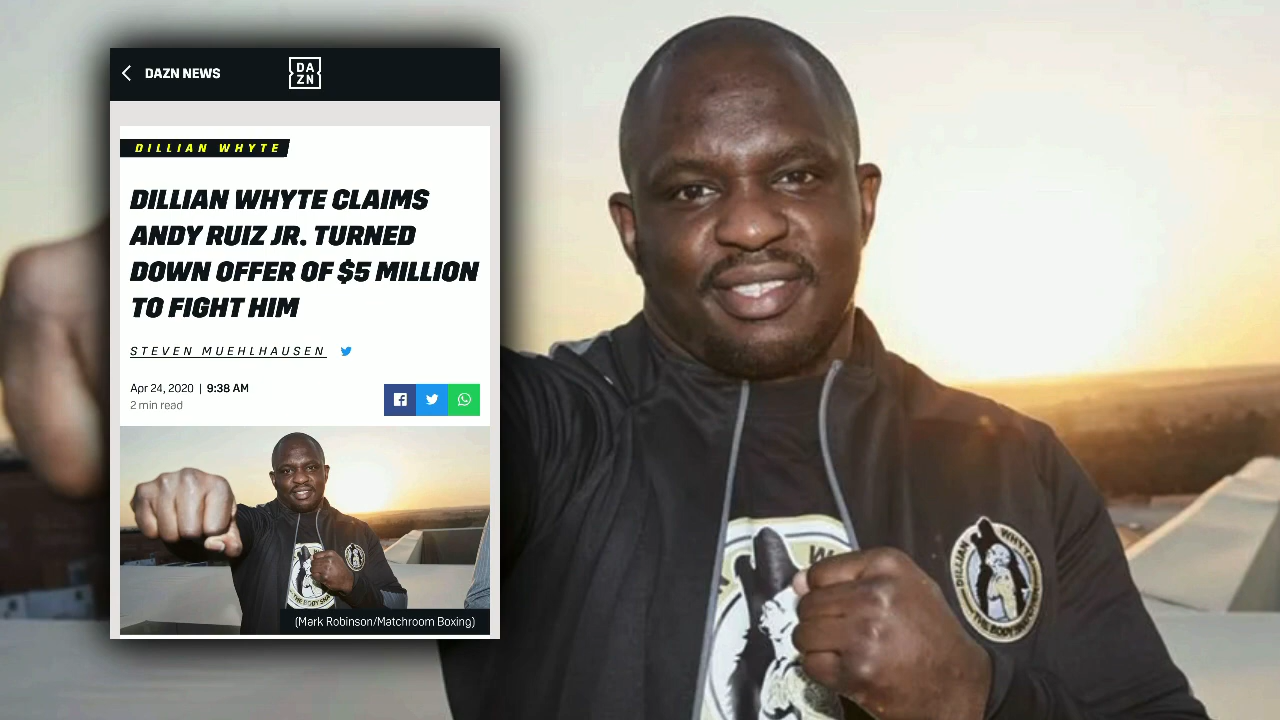 DAZN NEWS
DA
ZN
DILLIAN WHYTE
DILLIAN WHYTE CLAIMS
ANDY RUIZ JR. TURNED
DOWN OFFER OF $5 MILLION
TO FIGHT HIM
STEVEN MUEHLHAUSEN
Apr 24, 2020 | 9:38 AM
2 min read
(Mark Robinson/Matchroom Boxing)
DILLIAN WHYTE
THE BODY SNATCHER